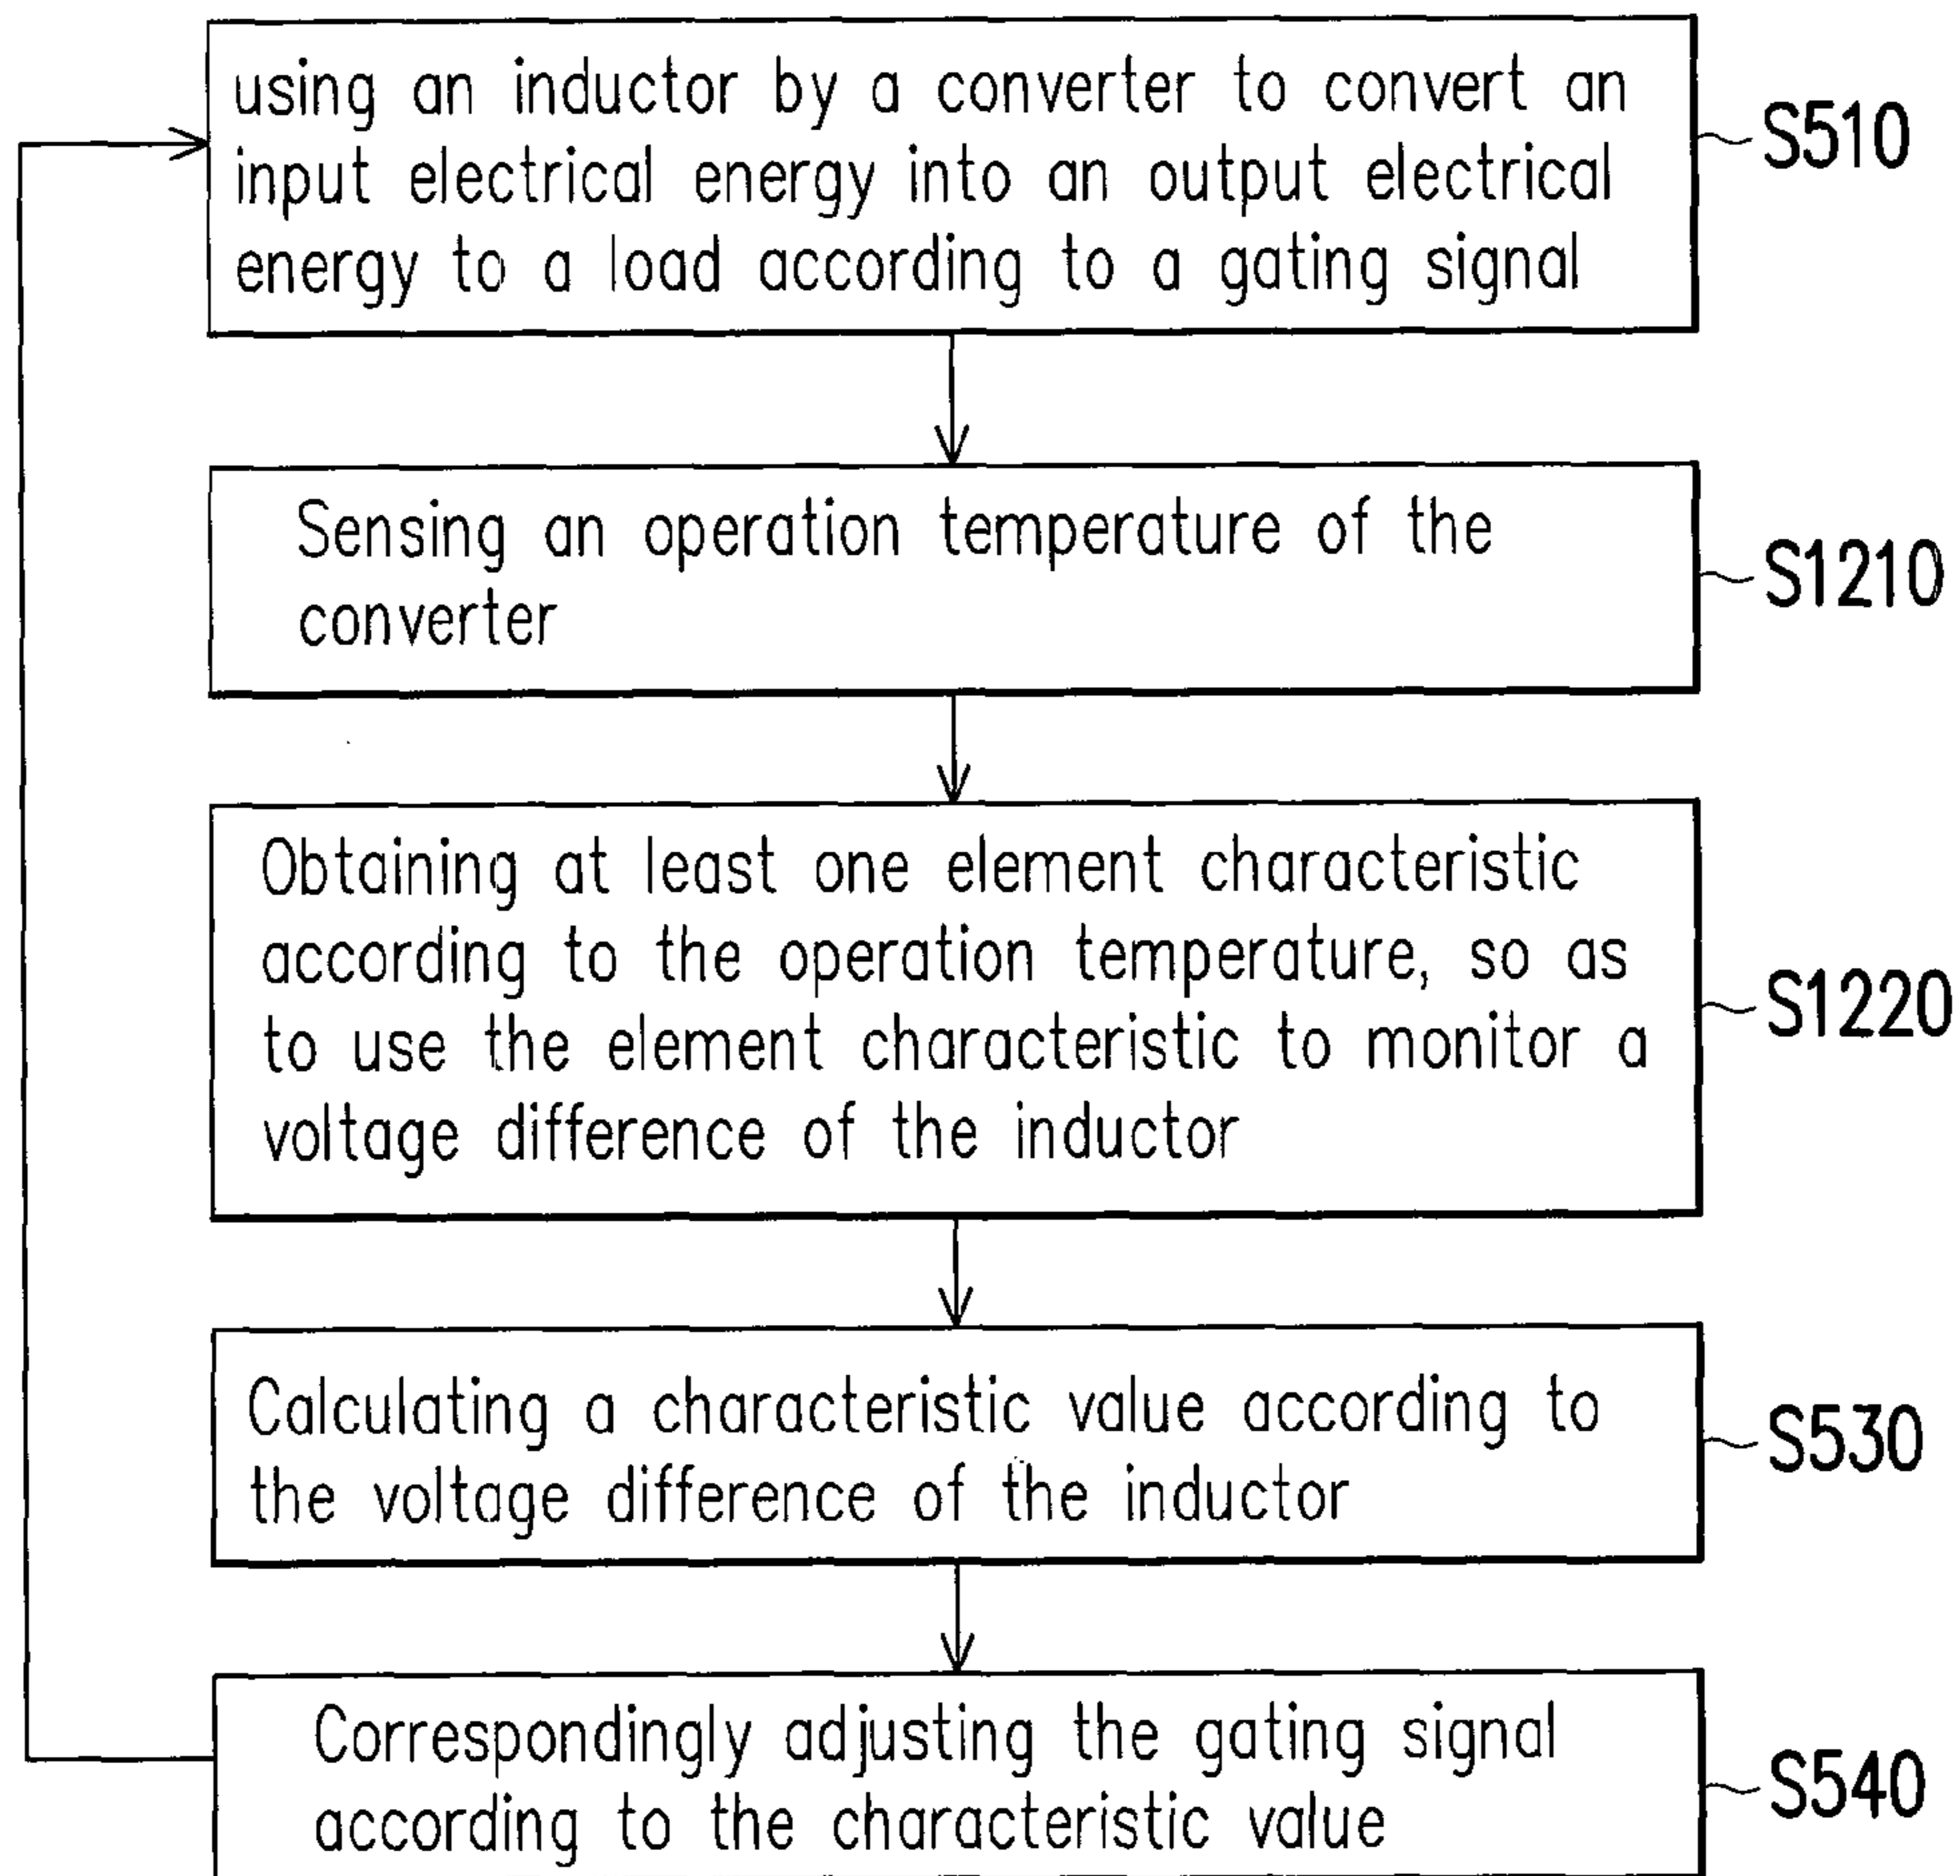 using an inductor by a converter to convert an
input electrical energy into an output electrical
energy to a load according to a gating signal
S510
Sensing an operation temperature of the
converter
S1210
Obtaining at least one element characteristic
according to the operation temperature, so as
to use the element characteristic to monitor a
voltage difference of the inductor
S1220
Calculating a characteristic value according to
the voltage difference of the inductor
S530
Correspondingly adjusting the gating signal
according to the characteristic value
S540